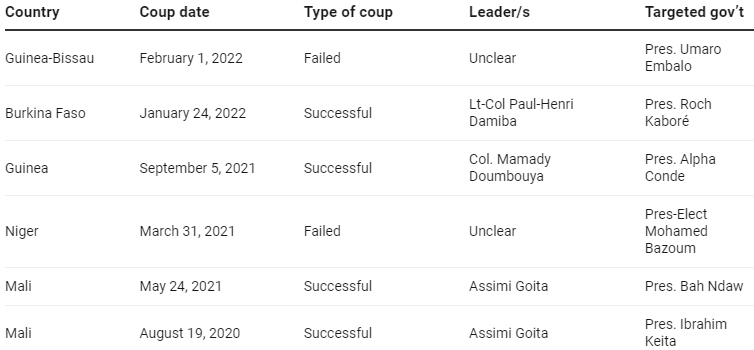 Country Coup date Type of coup Leader/s Targeted gov't
Guinea-Bissau February 1, 2022 Failed Unclear Pres. Umaro
Embalo
Burkina Faso January 24, 2022 Successful Lt-Col Paul-Henri
Damiba Pres. Roch
Kaboré
Guinea September 5, 2021 Successful Col. Mamady
Doumbouya Pres. Alpha
Conde
Niger March 31, 2021 Failed Unclear Pres-Elect
Mohamed
Bazoum
Mali May 24, 2021 Successful Assimi Goita Pres. Bah Ndaw
Mali August 19, 2020 Successful Assimi Goita Pres. Ibrahim
Keita